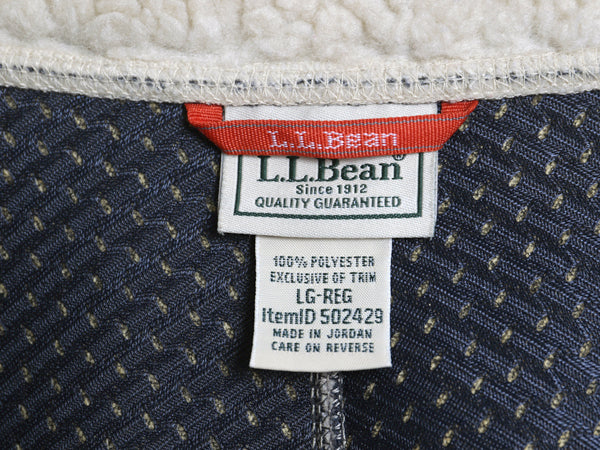 L.L.Bean
L.L.Bean®
Since 1912
QUALITY GUARANTEED
100% POLYESTER
EXCLUSIVE OF TRIM
LG-REG
ItemID 502429
MADE IN JORDAN
CARE ON REVERSE